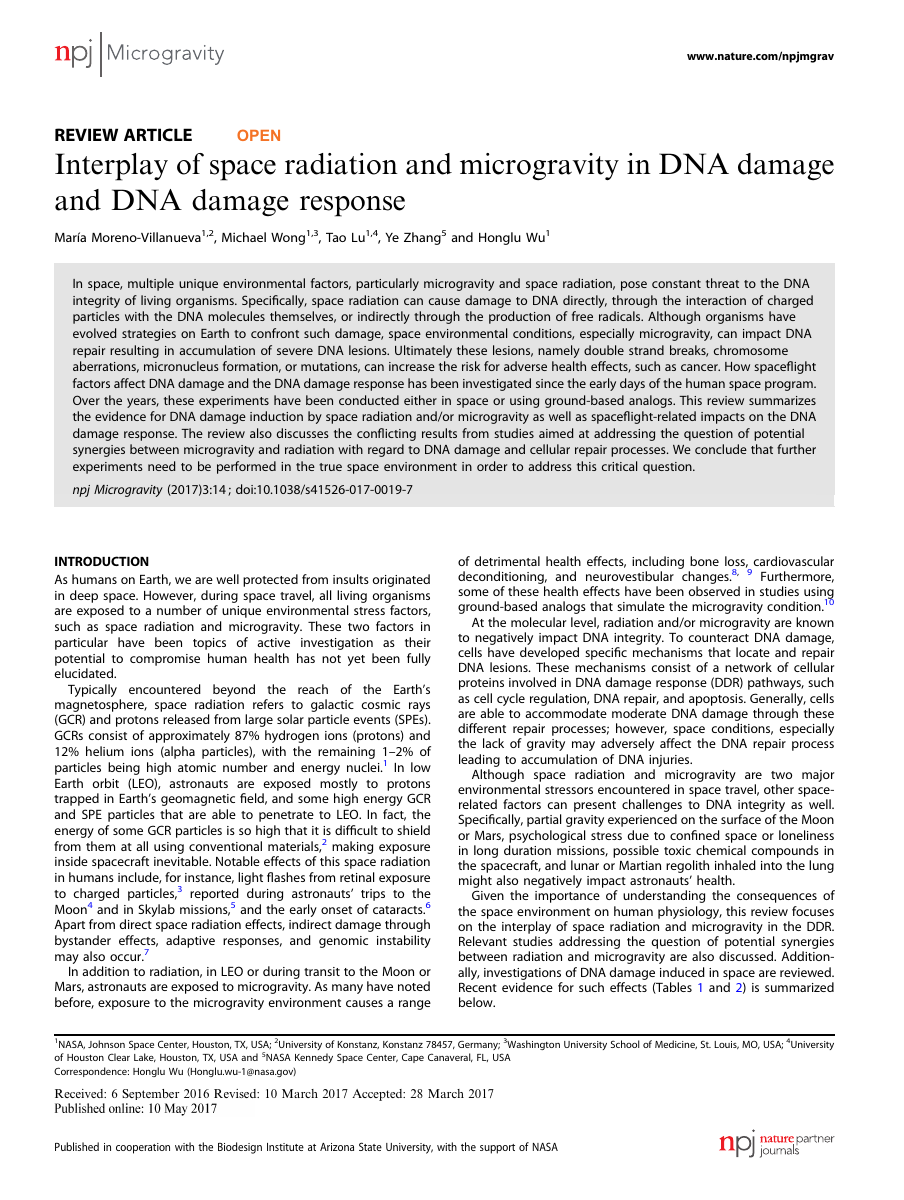 npj Microgravity
www.nature.com/npjmgrav
REVIEW ARTICLE OPEN
Interplay of space radiation and microgravity in DNA damage
and DNA damage response
María Moreno-Villanueva1,2, Michael Wong1,3, Tao Lu1,4, Ye Zhang5 and Honglu Wu1
In space, multiple unique environmental factors, particularly microgravity and space radiation, pose constant threat to the DNA
integrity of living organisms. Specifically, space radiation can cause damage to DNA directly, through the interaction of charged
particles with the DNA molecules themselves, or indirectly through the production of free radicals. Although organisms have
evolved strategies on Earth to confront such damage, space environmental conditions, especially microgravity, can impact DNA
repair resulting in accumulation of severe DNA lesions. Ultimately these lesions, namely double strand breaks, chromosome
aberrations, micronucleus formation, or mutations, can increase the risk for adverse health effects, such as cancer. How spaceflight
factors affect DNA damage and the DNA damage response has been investigated since the early days of the human space program.
Over the years, these experiments have been conducted either in space or using ground-based analogs. This review summarizes
the evidence for DNA damage induction by space radiation and/or microgravity as well as spaceflight-related impacts on the DNA
damage response. The review also discusses the conflicting results from studies aimed at addressing the question of potential
synergies between microgravity and radiation with regard to DNA damage and cellular repair processes. We conclude that further
experiments need to be performed in the true space environment in order to address this critical question.
npj Microgravity (2017)3:14 ; doi:10.1038/s41526-017-0019-7
INTRODUCTION
As humans on Earth, we are well protected from insults originated
in deep space. However, during space travel, all living organisms
are exposed to a number of unique environmental stress factors,
such as space radiation and microgravity. These two factors in
particular have been topics of active investigation as their
potential to compromise human health has not yet been fully
elucidated.
Typically encountered beyond the reach of the Earth's
magnetosphere, space radiation refers to galactic cosmic rays
(GCR) and protons released from large solar particle events (SPEs).
GCRs consist of approximately 87% hydrogen ions (protons) and
12% helium ions (alpha particles), with the remaining 1–2% of
particles being high atomic number and energy nuclei.1 In low
Earth orbit (LEO), astronauts are exposed mostly to protons
trapped in Earth's geomagnetic field, and some high energy GCR
and SPE particles that are able to penetrate to LEO. In fact, the
energy of some GCR particles is so high that it is difficult to shield
from them at all using conventional materials,2 making exposure
inside spacecraft inevitable. Notable effects of this space radiation
in humans include, for instance, light flashes from retinal exposure
to charged particles,3 reported during astronauts' trips to the
Moon4 and in Skylab missions,5 and the early onset of cataracts.6
Apart from direct space radiation effects, indirect damage through
bystander effects, adaptive responses, and genomic instability
may also occur.7
In addition to radiation, in LEO or during transit to the Moon or
Mars, astronauts are exposed to microgravity. As many have noted
before, exposure to the microgravity environment causes a range
of detrimental health effects, including bone loss, cardiovascular
deconditioning, and neurovestibular changes.8, 9 Furthermore,
some of these health effects have been observed in studies using
ground-based analogs that simulate the microgravity condition.10
At the molecular level, radiation and/or microgravity are known
to negatively impact DNA integrity. To counteract DNA damage,
cells have developed specific mechanisms that locate and repair
DNA lesions. These mechanisms consist of a network of cellular
proteins involved in DNA damage response (DDR) pathways, such
as cell cycle regulation, DNA repair, and apoptosis. Generally, cells
are able to accommodate moderate DNA damage through these
different repair processes; however, space conditions, especially
the lack of gravity may adversely affect the DNA repair process
leading to accumulation of DNA injuries.
Although space radiation and microgravity are two major
environmental stressors encountered in space travel, other space-
related factors can present challenges to DNA integrity as well.
Specifically, partial gravity experienced on the surface of the Moon
or Mars, psychological stress due to confined space or loneliness
in long duration missions, possible toxic chemical compounds in
the spacecraft, and lunar or Martian regolith inhaled into the lung
might also negatively impact astronauts' health.
Given the importance of understanding the consequences of
the space environment on human physiology, this review focuses
on the interplay of space radiation and microgravity in the DDR.
Relevant studies addressing the question of potential synergies
between radiation and microgravity are also discussed. Addition-
ally, investigations of DNA damage induced in space are reviewed.
Recent evidence for such effects (Tables 1 and 2) is summarized
below.
1NASA, Johnson Space Center, Houston, TX, USA; 2University of Konstanz, Konstanz 78457, Germany; 3Washington University School of Medicine, St. Louis, MO, USA; 4University
of Houston Clear Lake, Houston, TX, USA and 5NASA Kennedy Space Center, Cape Canaveral, FL, USA
Correspondence: Honglu Wu (Honglu.wu-1@nasa.gov)
Received: 6 September 2016 Revised: 10 March 2017 Accepted: 28 March 2017
Published online: 10 May 2017
Published in cooperation with the Biodesign Institute at Arizona State University, with the support of NASA
npj nature partner
journals